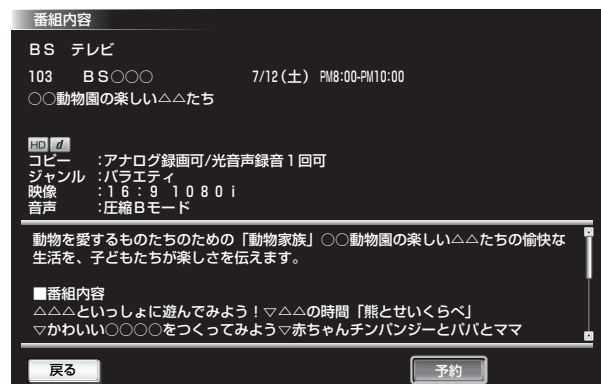 番組内容
BS テレビ
103 BS○○○ 7/12(土) PM8:00-PM10:00
○○動物園の楽しい△△たち
HD d
コピー :アナログ録画可/光音声録音1回可
ジャンル :バラエティ
映像 :16:9 1080i
音声 :圧縮Bモード
動物を愛するものたちのための「動物家族」○○動物園の楽しい△△たちの愉快な
生活を、子どもたちが楽しさを伝えます。
■番組内容
△△△といっしょに遊んでみよう!▽△△の時間「熊とせいくらべ」
▽かわいい○○○○をつくってみよう▽赤ちゃんチンパンジーとパパとママ
戻る 予約